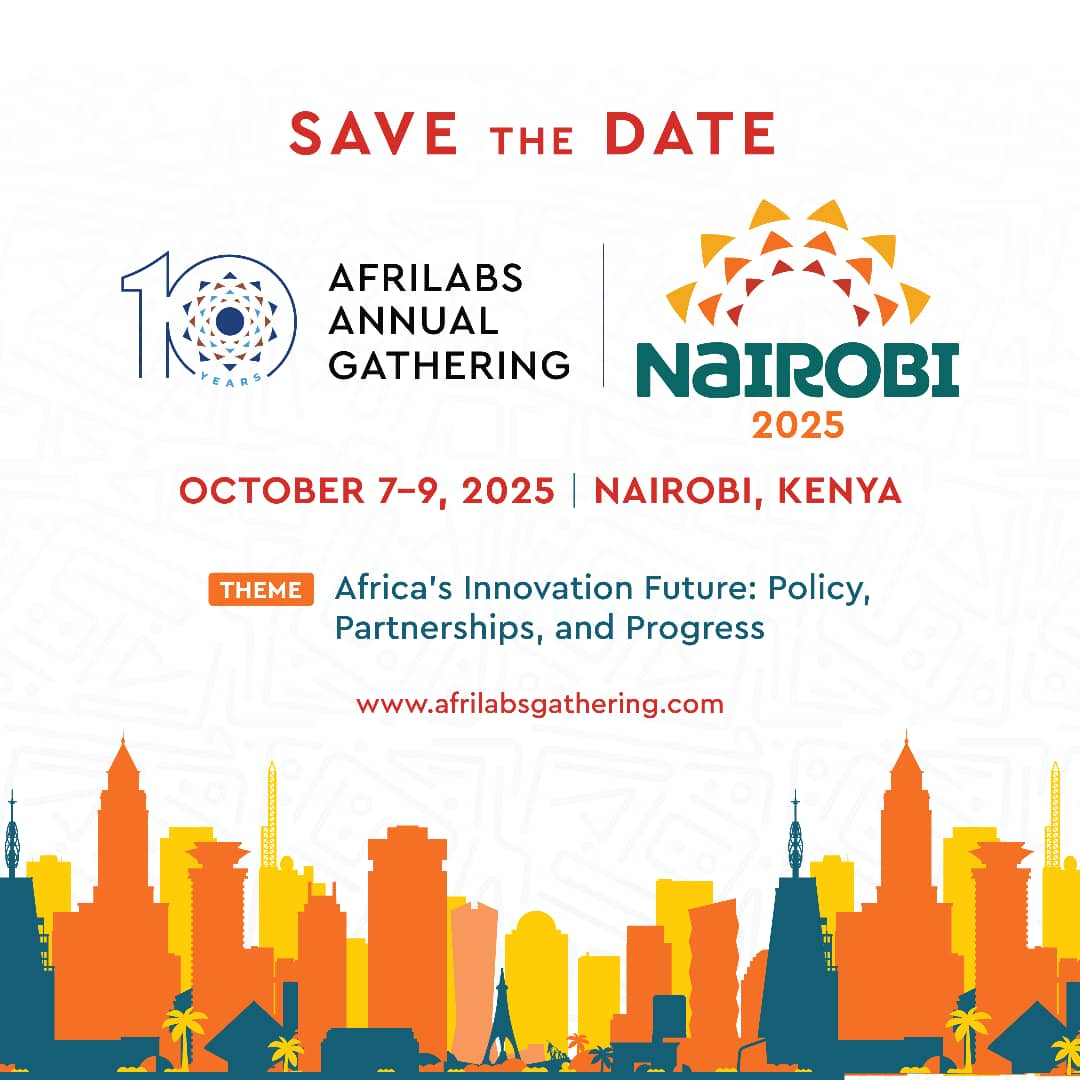 SAVE THE DATE
10
YEARS
AFRILABS
ANNUAL
GATHERING
NaIROBI
2025
OCTOBER 7–9, 2025 | NAIROBI, KENYA
THEME
Africa's Innovation Future: Policy,
Partnerships, and Progress
www.afrilabsgathering.com